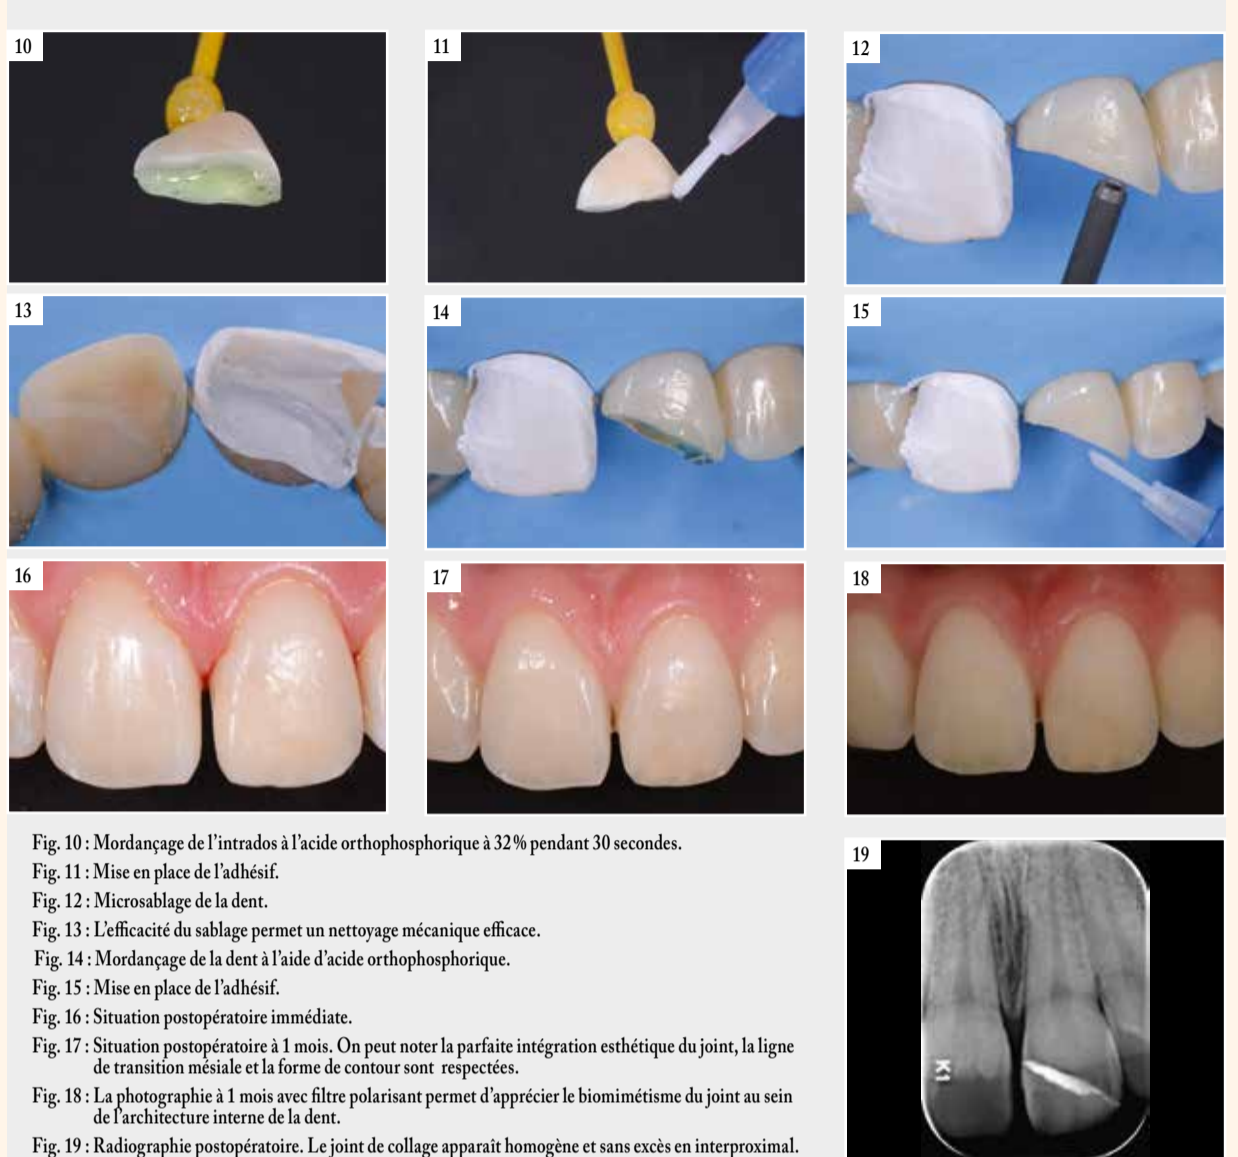 10
11
12
13
14
15
16
17
18
Fig. 10 : Mordançage de l'intrados à l'acide orthophosphorique à 32% pendant 30 secondes.
Fig. 11 : Mise en place de l'adhésif.
Fig. 12 : Microsablage de la dent.
Fig. 13 : L'efficacité du sablage permet un nettoyage mécanique efficace.
Fig. 14 : Mordançage de la dent à l'aide d'acide orthophosphorique.
Fig. 15 : Mise en place de l'adhésif.
Fig. 16 : Situation postopératoire immédiate.
Fig. 17 : Situation postopératoire à 1 mois. On peut noter la parfaite intégration esthétique du joint, la ligne
de transition mésiale et la forme de contour sont respectées.
Fig. 18 : La photographie à 1 mois avec filtre polarisant permet d'apprécier le biomimétisme du joint au sein
de l'architecture interne de la dent.
Fig. 19 : Radiographie postopératoire. Le joint de collage apparaît homogène et sans excès en interproximal.
19
K1